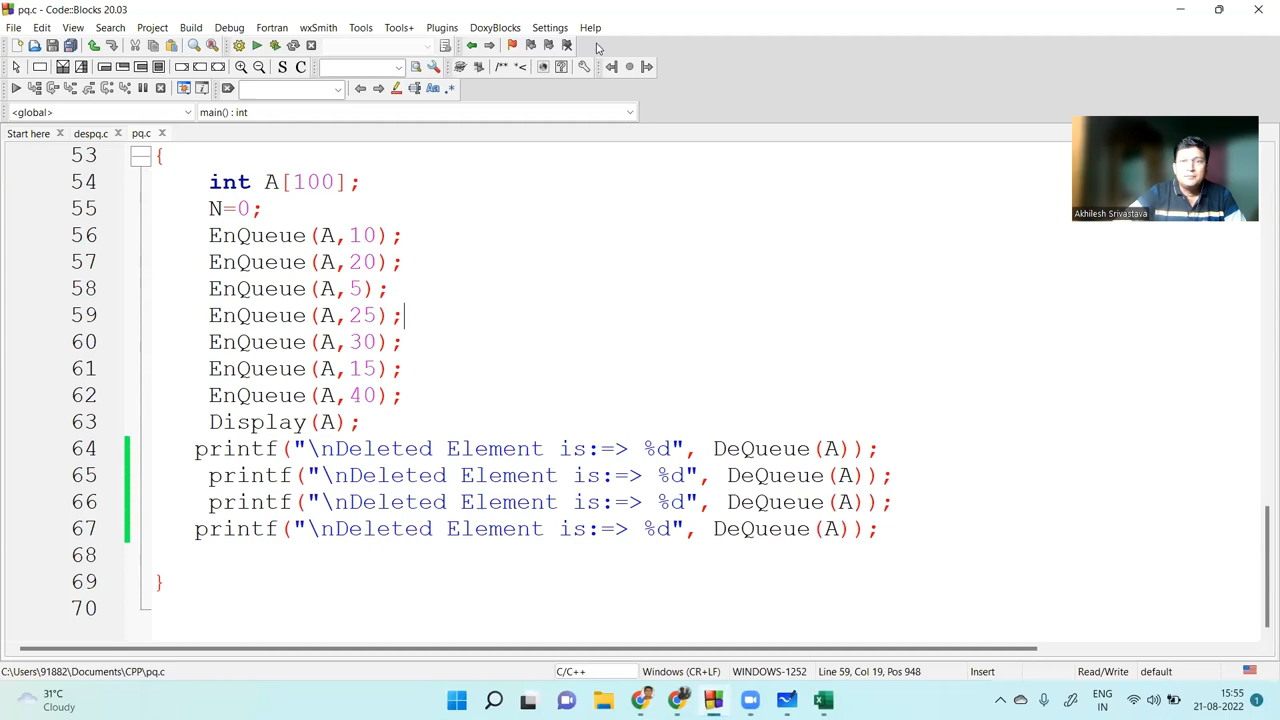 pq.c - Code::Blocks 20.03
File Edit View Search Project Build Debug Fortran wxSmith Tools Tools+ Plugins DoxyBlocks Settings Help
S C
/** *<
Aa .*
<global> main() : int
Start here despq.c pq.c
53 {
54 int A[100];
55 N=0;
56 EnQueue(A,10);
57 EnQueue(A,20);
58 EnQueue(A,5);
59 EnQueue(A,25);
60 EnQueue(A,30);
61 EnQueue(A,15);
62 EnQueue(A,40);
63 Display(A);
64 printf("\nDeleted Element is:=> %d", DeQueue(A));
65 printf("\nDeleted Element is:=> %d", DeQueue(A));
66 printf("\nDeleted Element is:=> %d", DeQueue(A));
67 printf("\nDeleted Element is:=> %d", DeQueue(A));
68
69 }
70
Akhilesh Srivastava
C:\Users\91882\Documents\CPP\pq.c C/C++ Windows (CR+LF) WINDOWS-1252 Line 59, Col 19, Pos 948 Insert Read/Write default
31°C
Cloudy
ENG
IN
15:55
21-08-2022
1